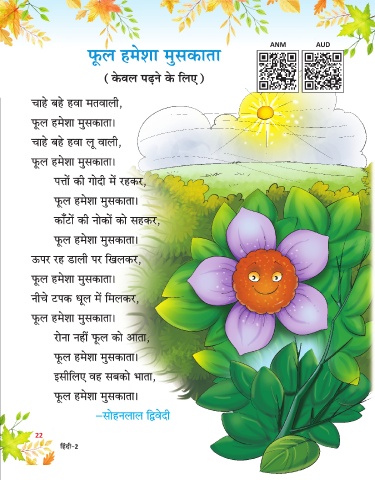 ANM AUD
फूल हमेशा मुसकाता
( केवल पढ़ने के लिए )
चाहे बहे हवा मतवाली,
फूल हमेशा मुसकाता।
चाहे बहे हवा लू वाली,
फूल हमेशा मुसकाता।
पत्तों की गोदी में रहकर,
फूल हमेशा मुसकाता।
काँटों की नोकों को सहकर,
फूल हमेशा मुसकाता।
ऊपर रह डाली पर खिलकर,
फूल हमेशा मुसकाता।
नीचे टपक धूल में मिलकर,
फूल हमेशा मुसकाता।
रोना नहीं फूल को आता,
फूल हमेशा मुसकाता।
इसीलिए वह सबको भाता,
फूल हमेशा मुसकाता।
–सोहनलाल द्विवेदी
22
हिंदी-2